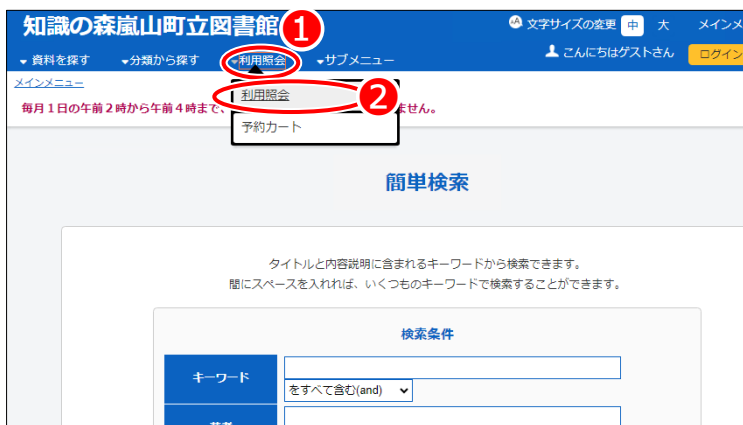 知識の森嵐山町立図書館
1
文字サイズの変更 中 大 メインメ
資料を探す 分類から探す 利用照会 サブメニュー
こんにちはゲストさん ログイン
メインメニュー
利用照会
2
毎月1日の午前2時から午前4時まで、
ません。
予約カート
簡単検索
タイトルと内容説明に含まれるキーワードから検索できます。
間にスペースを入れれば、いくつものキーワードで検索することができます。
検索条件
キーワード
をすべて含む(and)